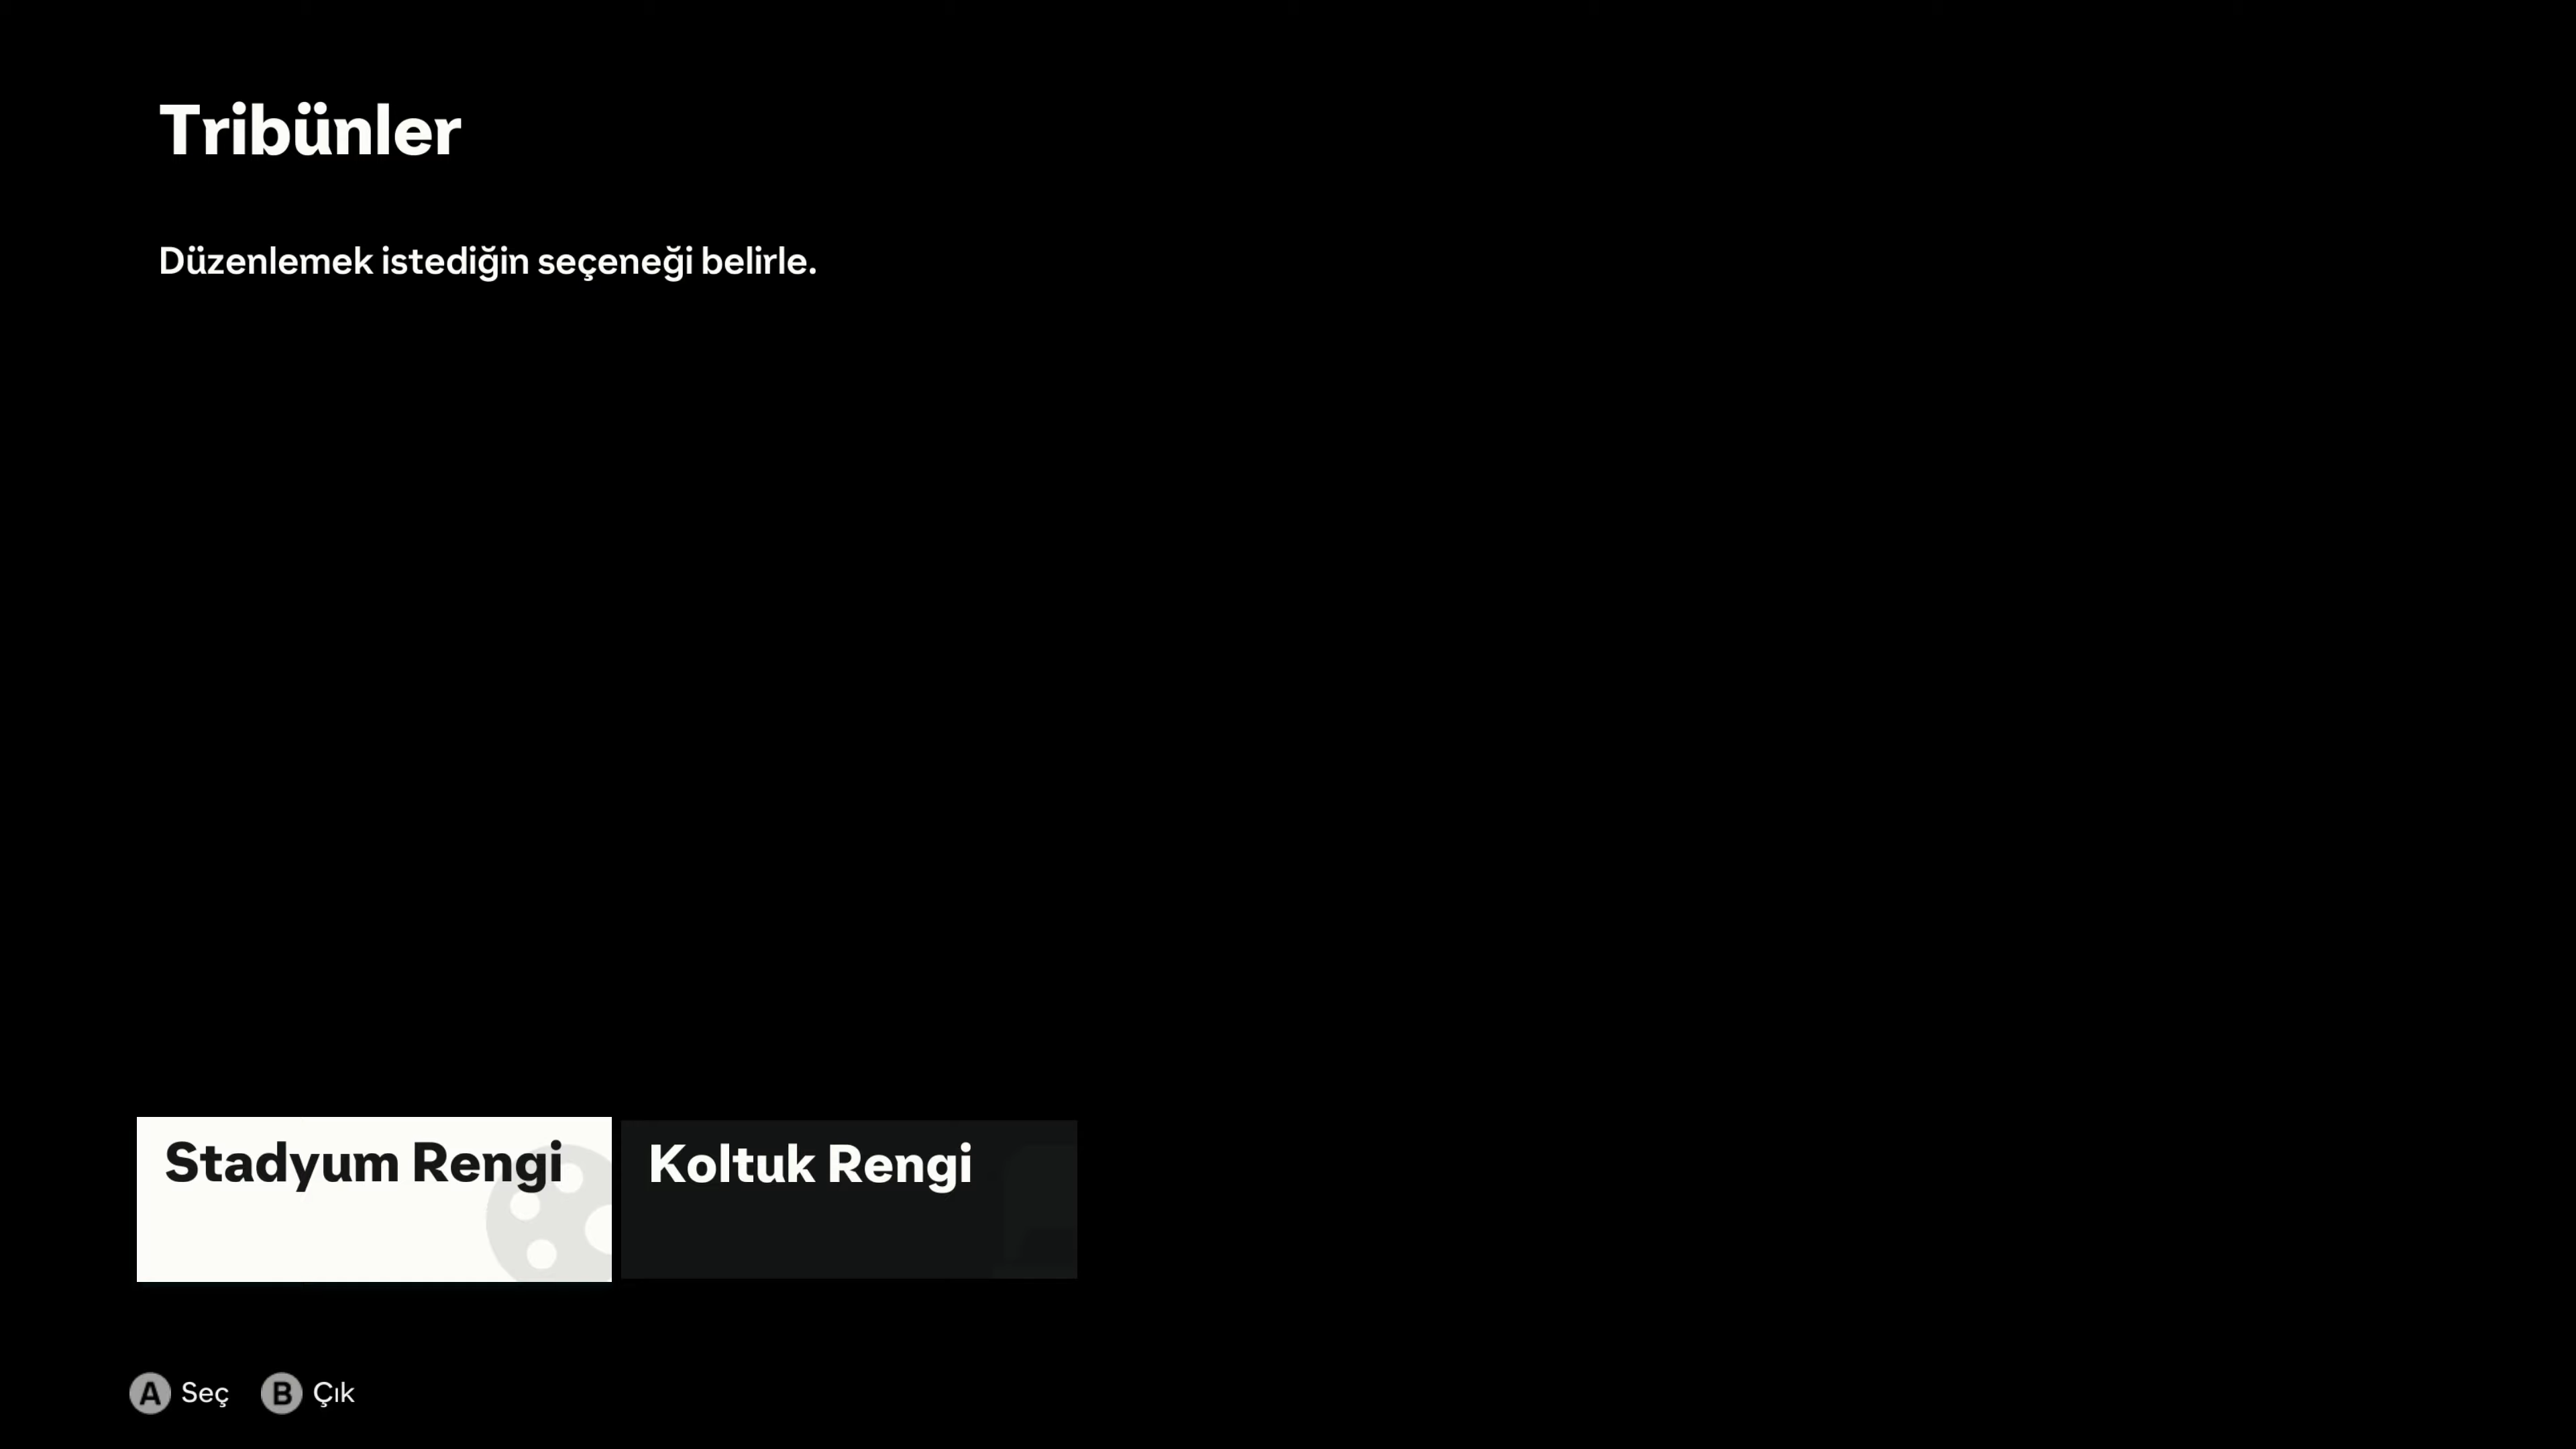 Tribünler
Düzenlemek istediğin seçeneği belirle.
Stadyum Rengi
Koltuk Rengi
A Seç B Çık